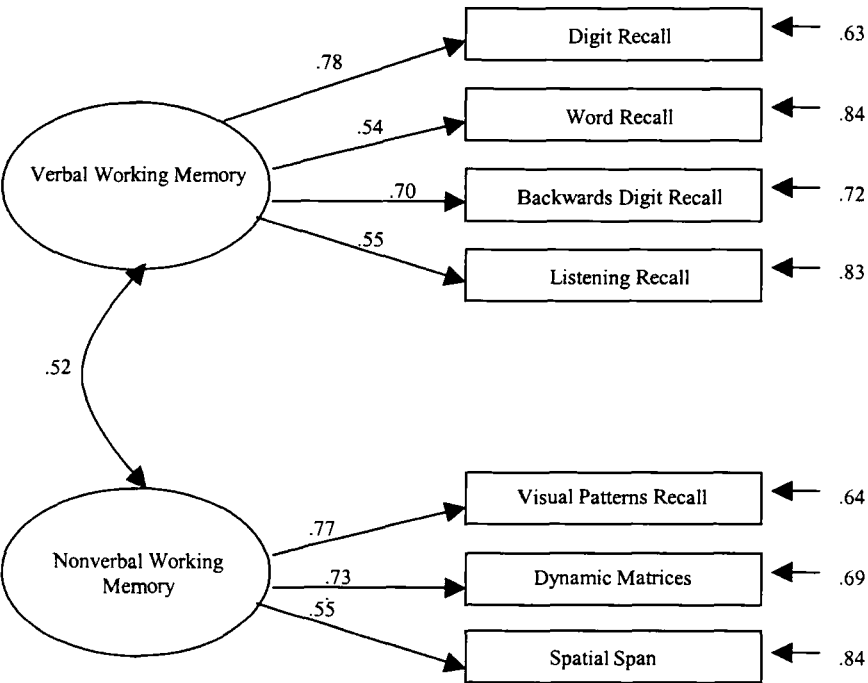 Digit Recall
.63
.78
Word Recall
.84
.54
Verbal Working Memory
Backwards Digit Recall
.72
.70
.55
Listening Recall
.83
.52
Visual Patterns Recall
.64
.77
Nonverbal Working
Memory
Dynamic Matrices
.69
.73
.55
Spatial Span
.84